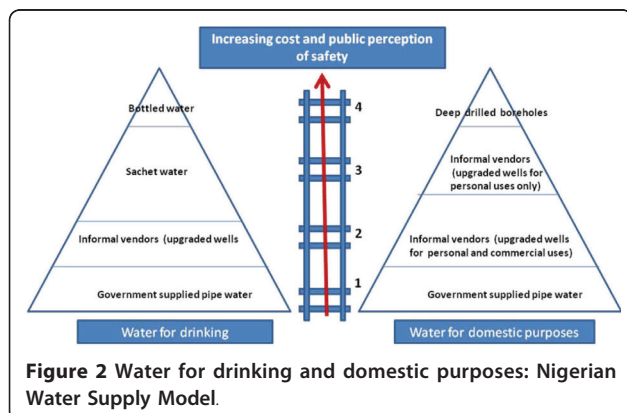 Increasing cost and public perception
of safety
Bottled water
Sachet water
Informal vendors (upgraded wells
Government supplied pipe water
Water for drinking
4
3
2
1
Deep drilled boreholes
Informal vendors
(upgraded wells for
personal uses only)
Informal vendors (upgraded wells
for personal and commercial uses)
Government supplied pipe water
Water for domestic purposes
Figure 2 Water for drinking and domestic purposes: Nigerian
Water Supply Model.